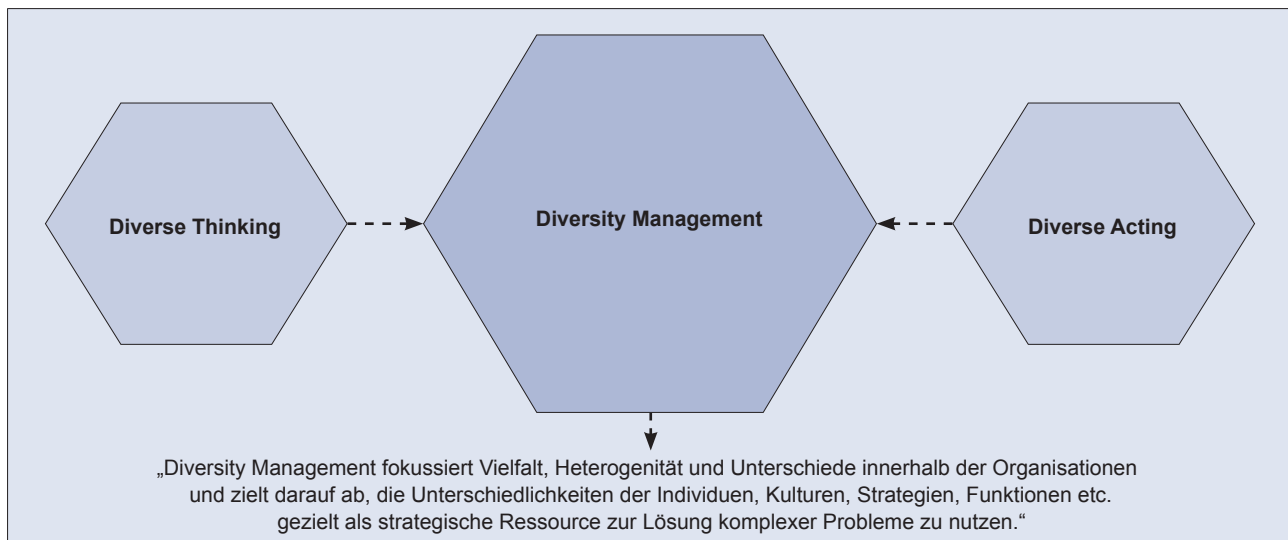 Diverse Thinking
Diversity Management
Diverse Acting
„Diversity Management fokussiert Vielfalt, Heterogenität und Unterschiede innerhalb der Organisationen
und zielt darauf ab, die Unterschiedlichkeiten der Individuen, Kulturen, Strategien, Funktionen etc.
gezielt als strategische Ressource zur Lösung komplexer Probleme zu nutzen.“